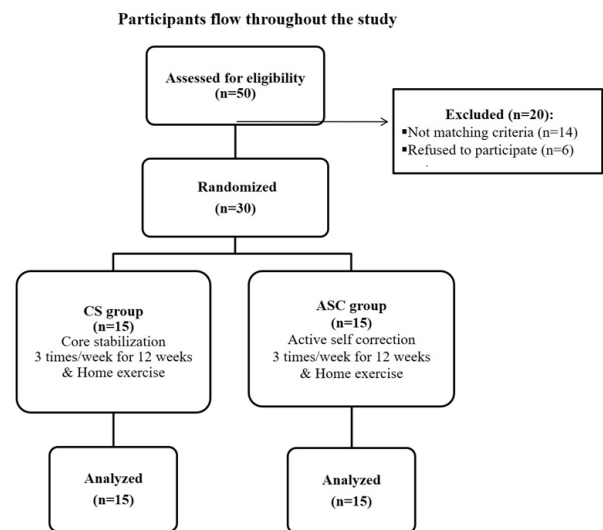 Participants flow throughout the study
Assessed for eligibility
(n=50)
Excluded (n=20):
▪Not matching criteria (n=14)
▪Refused to participate (n=6)
Randomized
(n=30)
CS group
(n=15)
Core stabilization
3 times/week for 12 weeks
& Home exercise
ASC group
(n=15)
Active self correction
3 times/week for 12 weeks
& Home exercise
Analyzed
(n=15)
Analyzed
(n=15)